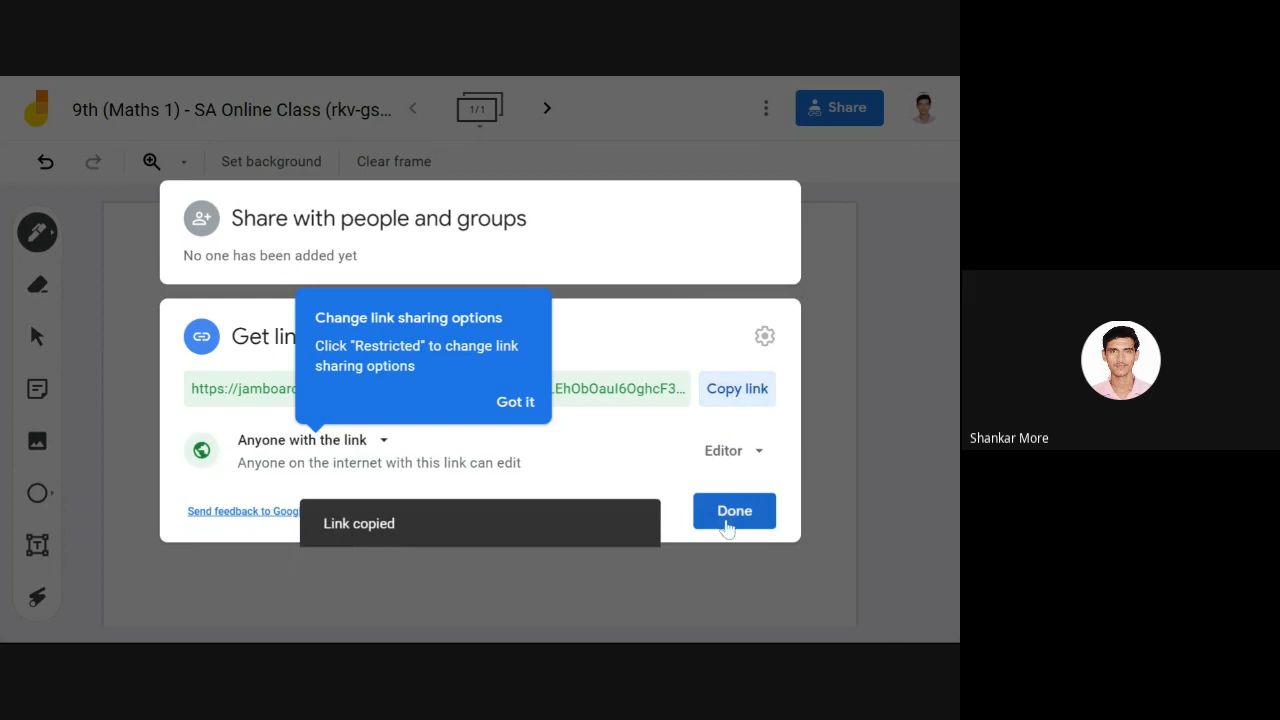 9th (Maths 1) - SA Online Class (rkv-gs...
1/1
Share
Set background
Clear frame
Share with people and groups
No one has been added yet
Change link sharing options
Click "Restricted" to change link
sharing options
Got it
Get lin
https://jamboard
Copy link
Anyone with the link
Anyone on the internet with this link can edit
Editor
Send feedback to Goog
Link copied
Done
Shankar More